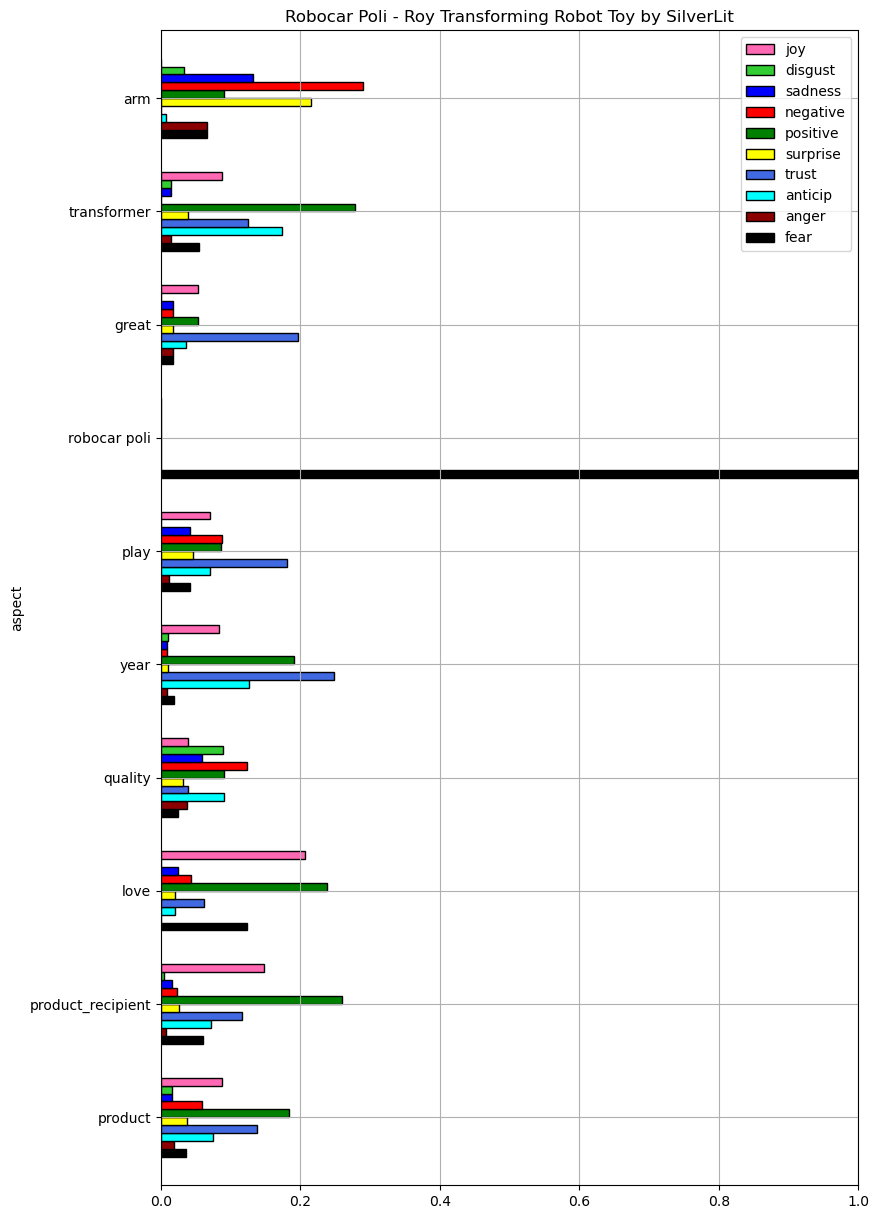 Robocar Poli - Roy Transforming Robot Toy by SilverLit
joy
disgust
sadness
negative
positive
surprise
trust
anticip
anger
fear
arm
transformer
great
robocar poli
play
year
quality
love
product_recipient
product
aspect
0.0 0.2 0.4 0.6 0.8 1.0